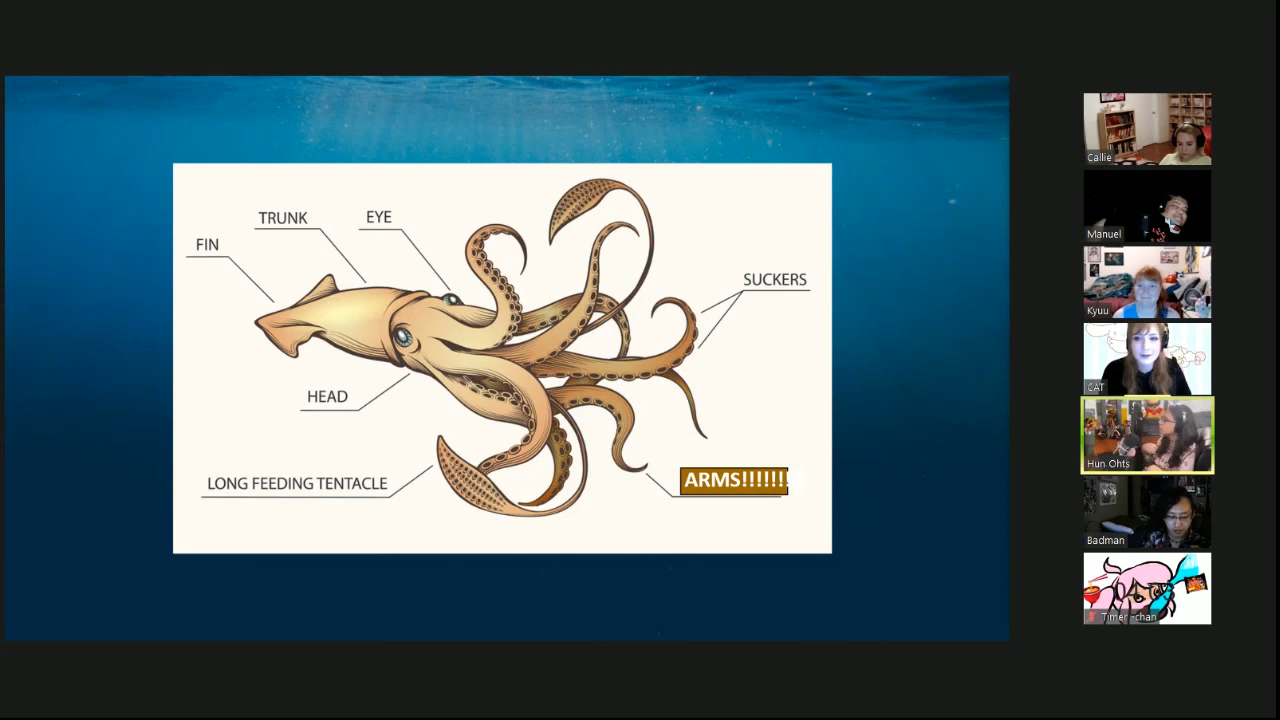 TRUNK
EYE
FIN
SUCKERS
HEAD
LONG FEEDING TENTACLE
ARMS!!!!!!!
Callie
Manuel
Kyuu
CAT
Hun Ohts
Badman
Timer -chan